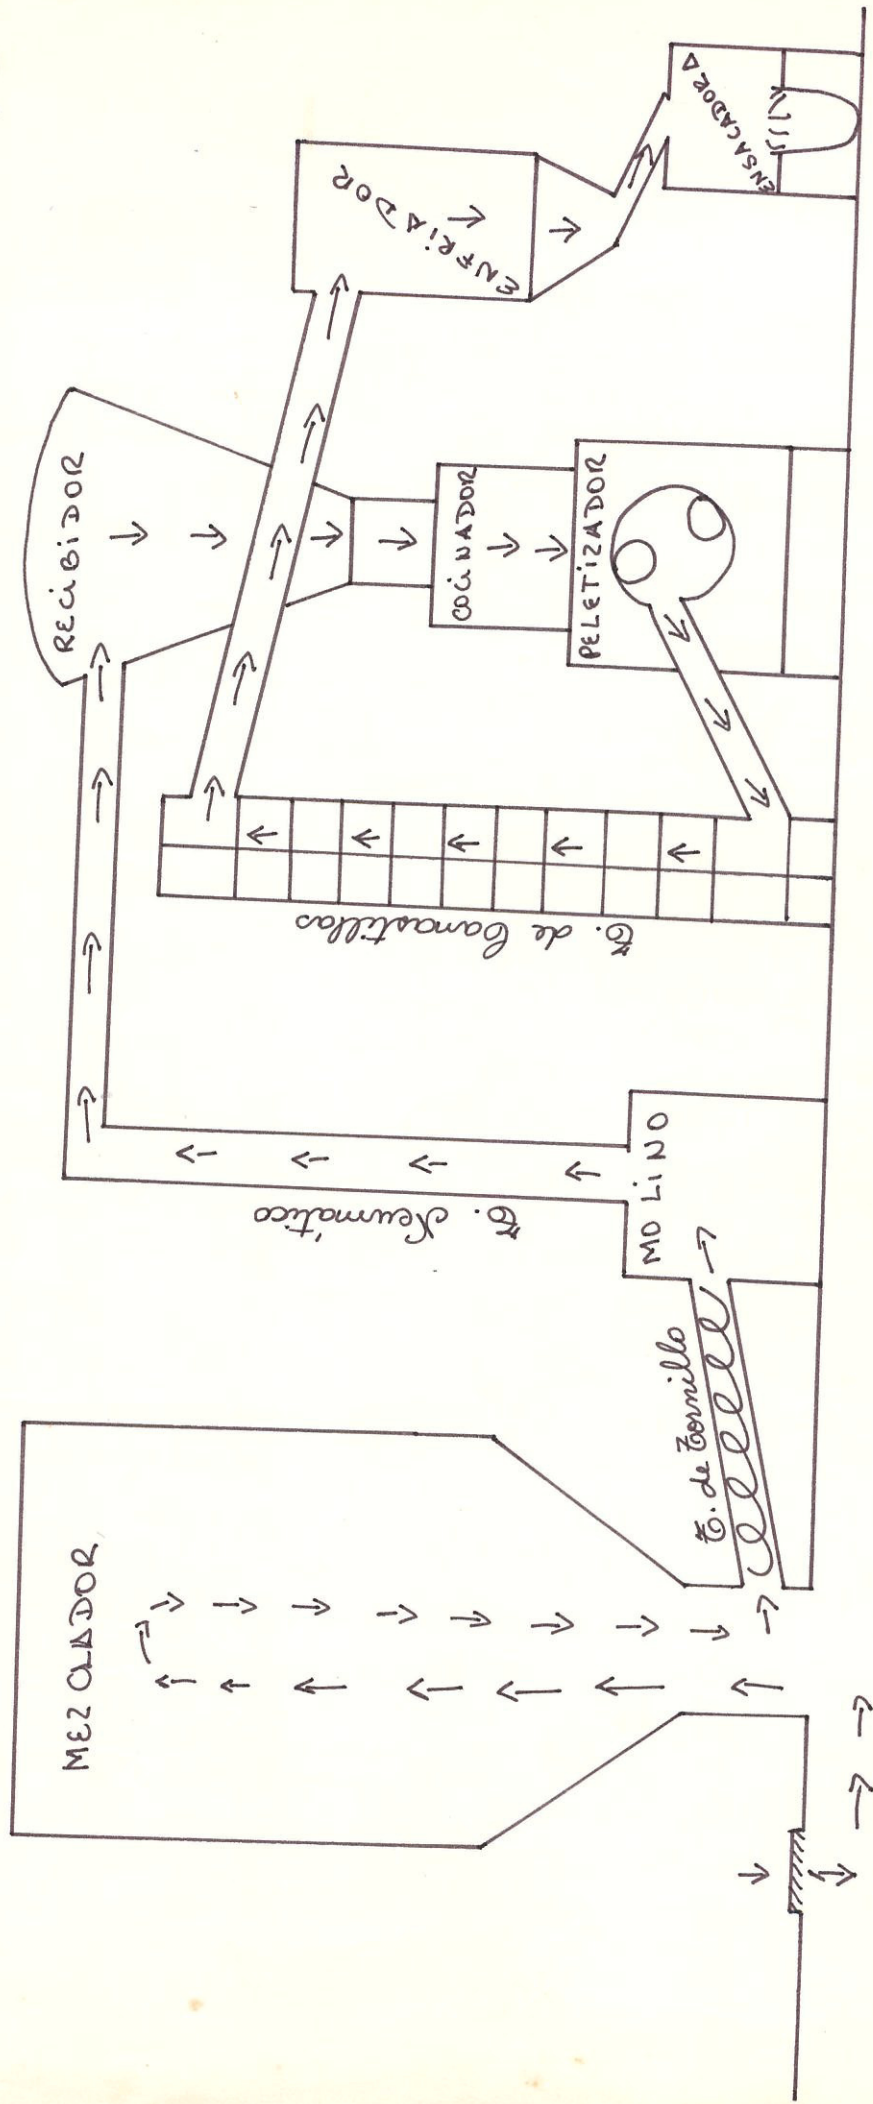 MEZCLADOR
T. de Tornillo
MOLINO
T. Neumático
RECIBIDOR
COCINADOR
PELETIZADOR
T. de Canastillas
ENFRIADOR
ENSACADORA